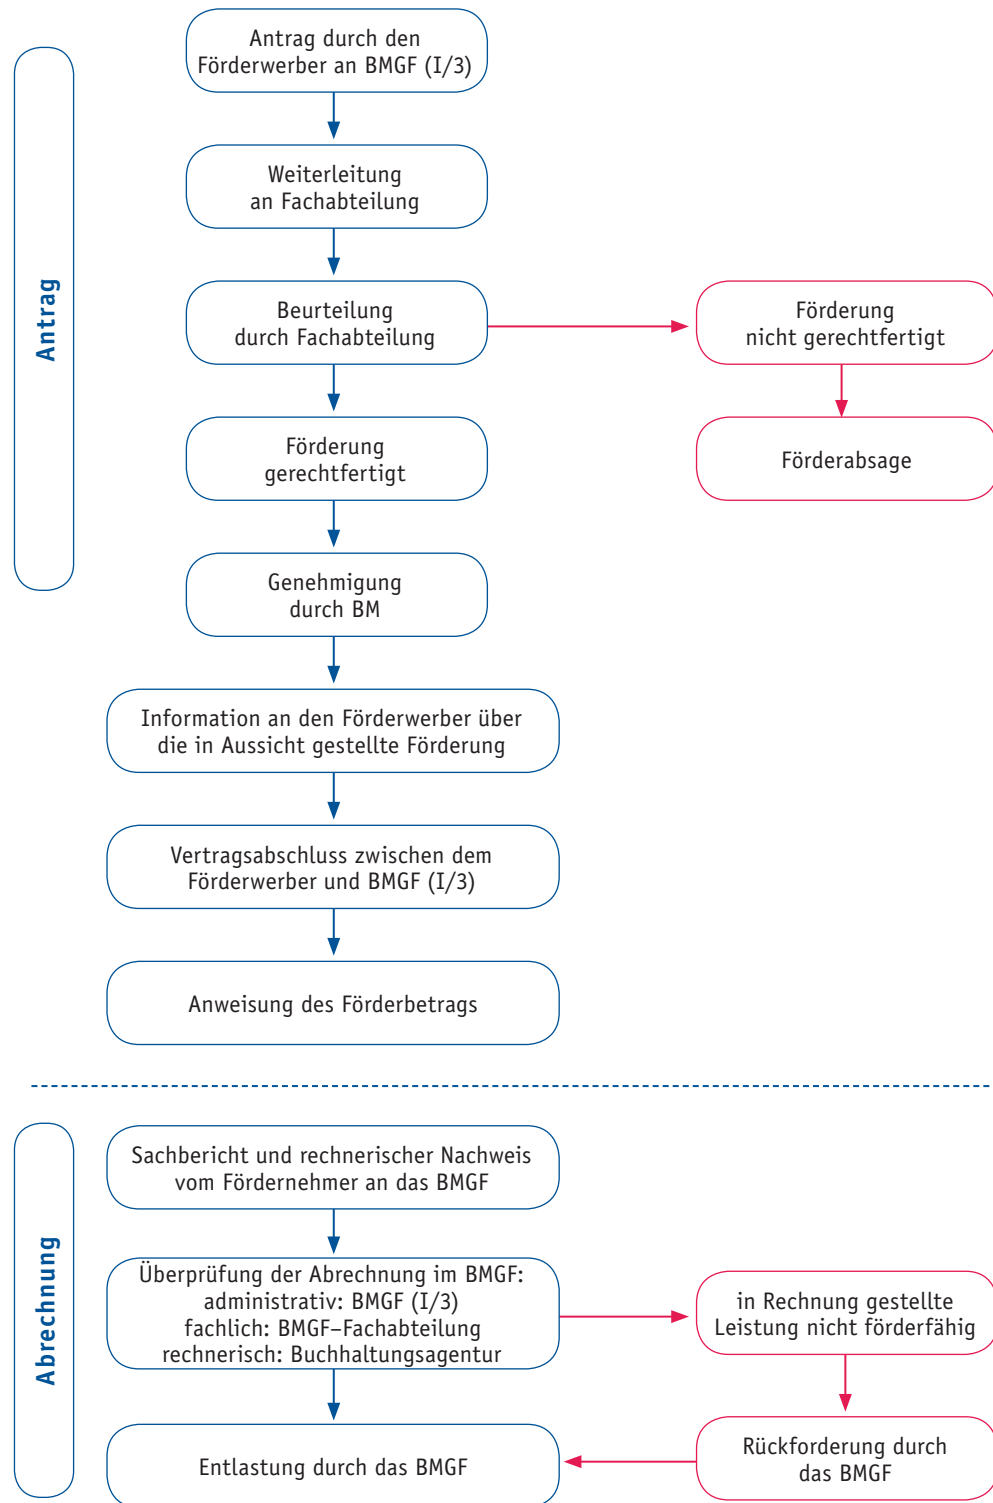 Antrag
Antrag durch den
Förderwerber an BMGF (I/3)
Weiterleitung
an Fachabteilung
Beurteilung
durch Fachabteilung
Förderung
nicht gerechtfertigt
Förderung
gerechtfertigt
Förderabsage
Genehmigung
durch BM
Information an den Förderwerber über
die in Aussicht gestellte Förderung
Vertragsabschluss zwischen dem
Förderwerber und BMGF (I/3)
Anweisung des Förderbetrags
Abrechnung
Sachbericht und rechnerischer Nachweis
vom Fördernehmer an das BMGF
Überprüfung der Abrechnung im BMGF:
administrativ: BMGF (I/3)
fachlich: BMGF–Fachabteilung
rechnerisch: Buchhaltungsagentur
in Rechnung gestellte
Leistung nicht förderfähig
Entlastung durch das BMGF
Rückforderung durch
das BMGF